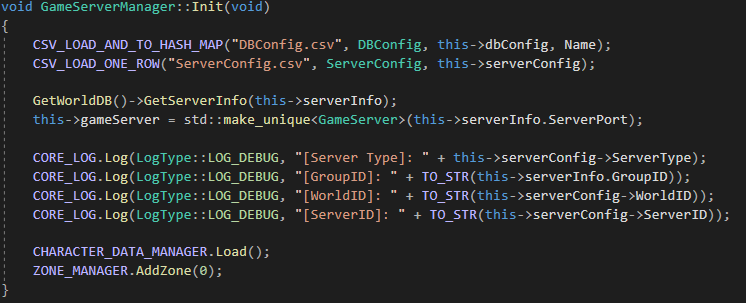 void GameServerManager::Init(void)
{
CSV_LOAD_AND_TO_HASH_MAP("DBConfig.csv", DBConfig, this->dbConfig, Name);
CSV_LOAD_ONE_ROW("ServerConfig.csv", ServerConfig, this->serverConfig);
GetWorldDB()->GetServerInfo(this->serverInfo);
this->gameServer = std::make_unique<GameServer>(this->serverInfo.ServerPort);
CORE_LOG.Log(LogType::LOG_DEBUG, "[Server Type]: " + this->serverConfig->ServerType);
CORE_LOG.Log(LogType::LOG_DEBUG, "[GroupID]: " + TO_STR(this->serverInfo.GroupID));
CORE_LOG.Log(LogType::LOG_DEBUG, "[WorldID]: " + TO_STR(this->serverConfig->WorldID));
CORE_LOG.Log(LogType::LOG_DEBUG, "[ServerID]: " + TO_STR(this->serverConfig->ServerID));
CHARACTER_DATA_MANAGER.Load();
ZONE_MANAGER.AddZone(0);
}